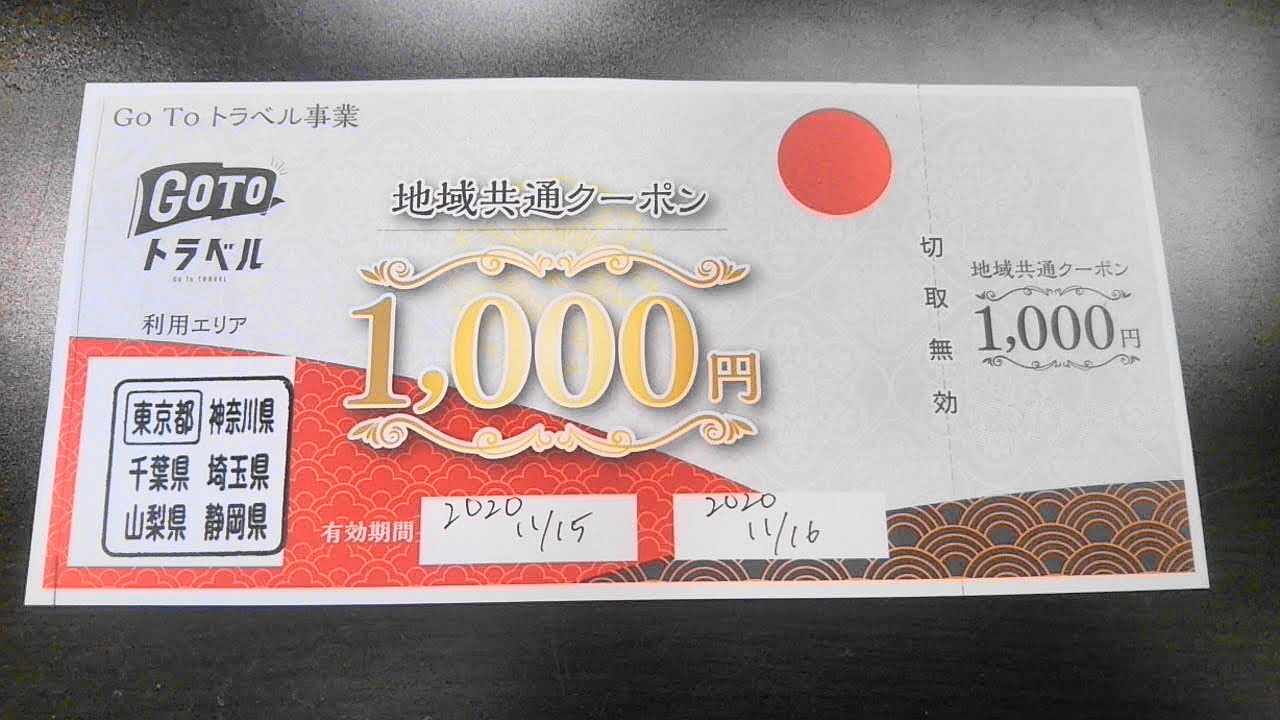 Go To トラベル事業
GOTO
トラベル
Go To TRAVEL
利用エリア
東京都 神奈川県
千葉県 埼玉県
山梨県 静岡県
地域共通クーポン
1,000円
有効期間
2020
11/15
2020
11/16
切取無効
地域共通クーポン
1,000円